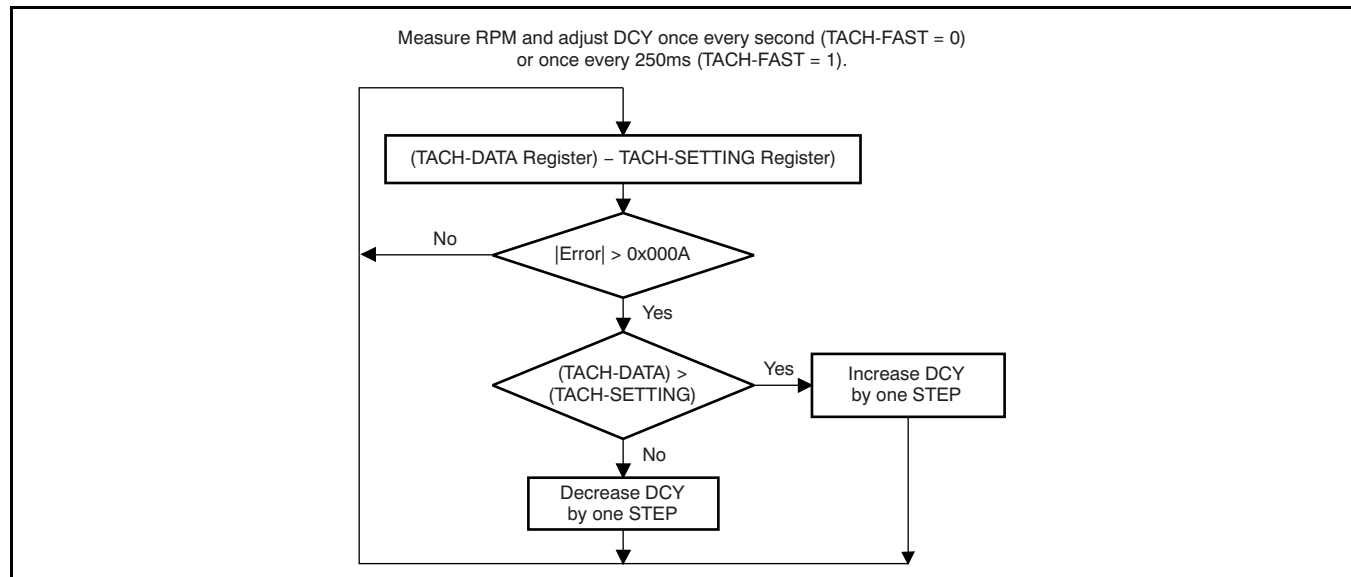 Measure RPM and adjust DCY once every second (TACH-FAST = 0)
or once every 250ms (TACH-FAST = 1).
(TACH-DATA Register) – TACH-SETTING Register)
No
|Error| > 0x000A
Yes
(TACH-DATA) >
(TACH-SETTING)
Yes
Increase DCY
by one STEP
No
Decrease DCY
by one STEP